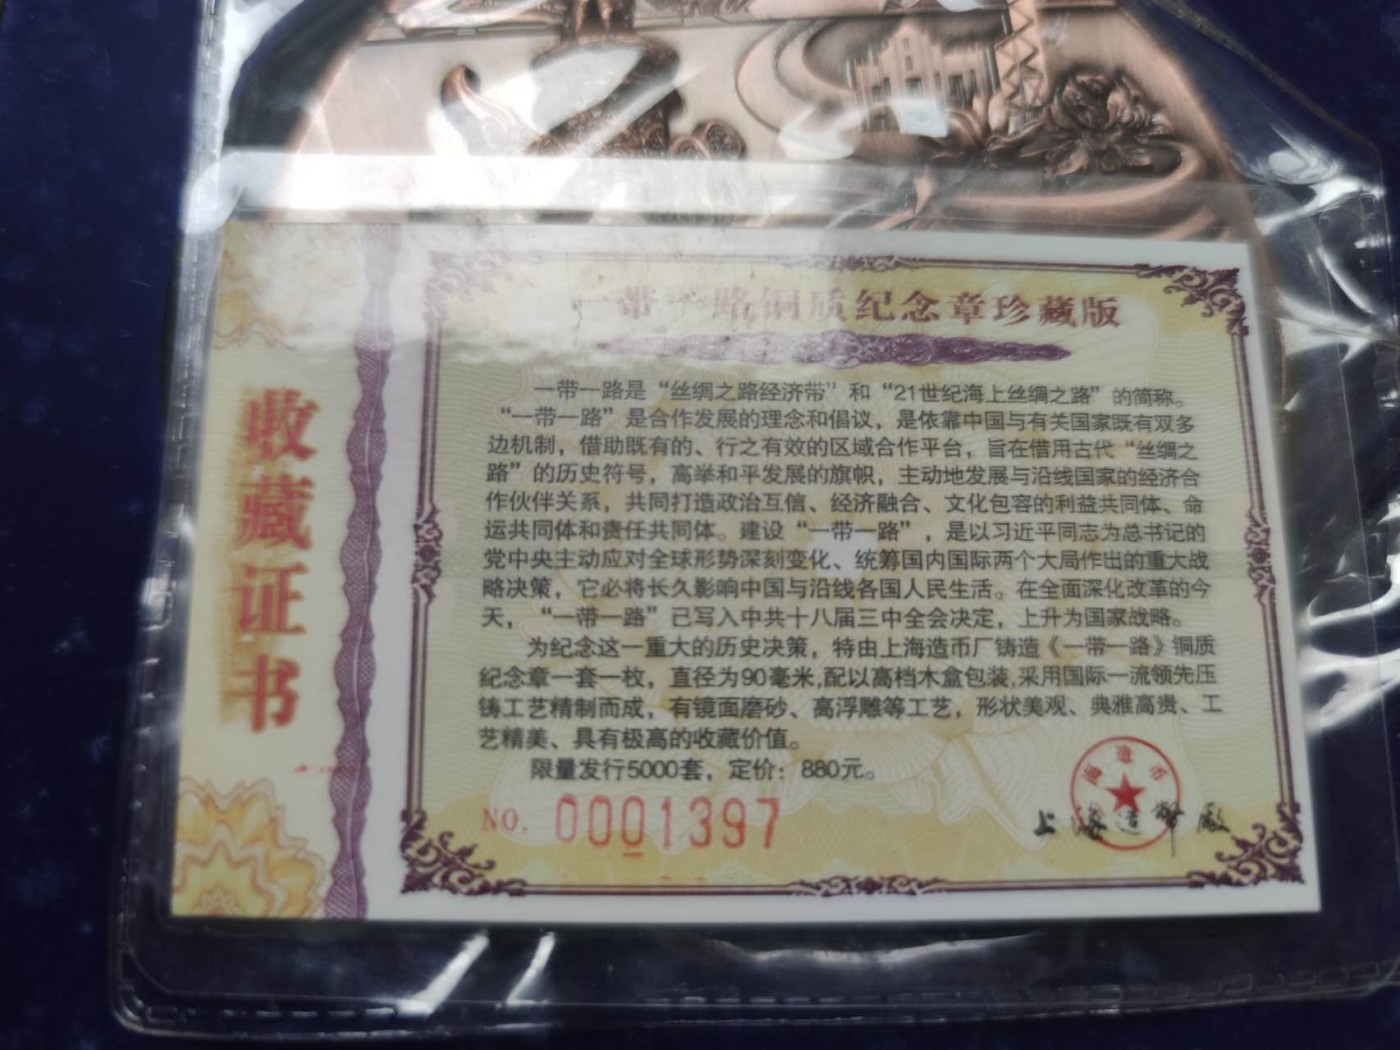 收藏证书
一带一路铜质纪念章珍藏版
一带一路是“丝绸之路经济带”和“21世纪海上丝绸之路”的简称。
“一带一路”是合作发展的理念和倡议，是依靠中国与有关国家既有双多
边机制，借助既有的、行之有效的区域合作平台，旨在借用古代“丝绸之
路”的历史符号，高举和平发展的旗帜，主动地发展与沿线国家的经济合
作伙伴关系，共同打造政治互信、经济融合、文化包容的利益共同体、命
运共同体和责任共同体。建设“一带一路”，是以习近平同志为总书记的
党中央主动应对全球形势深刻变化、统筹国内国际两个大局作出的重大战
略决策，它必将长久影响中国与沿线各国人民生活。在全面深化改革的今
天，“一带一路”已写入中共十八届三中全会决定，上升为国家战略。
为纪念这一重大的历史决策，特由上海造币厂铸造《一带一路》铜质
纪念章一套一枚，直径为90毫米,配以高档木盒包装,采用国际一流领先压
铸工艺精制而成，有镜面磨砂、高浮雕等工艺，形状美观、典雅高贵、工
艺精美、具有极高的收藏价值。
限量发行5000套，定价：880元。
NO. 0001397
海造币
上海造幣廠